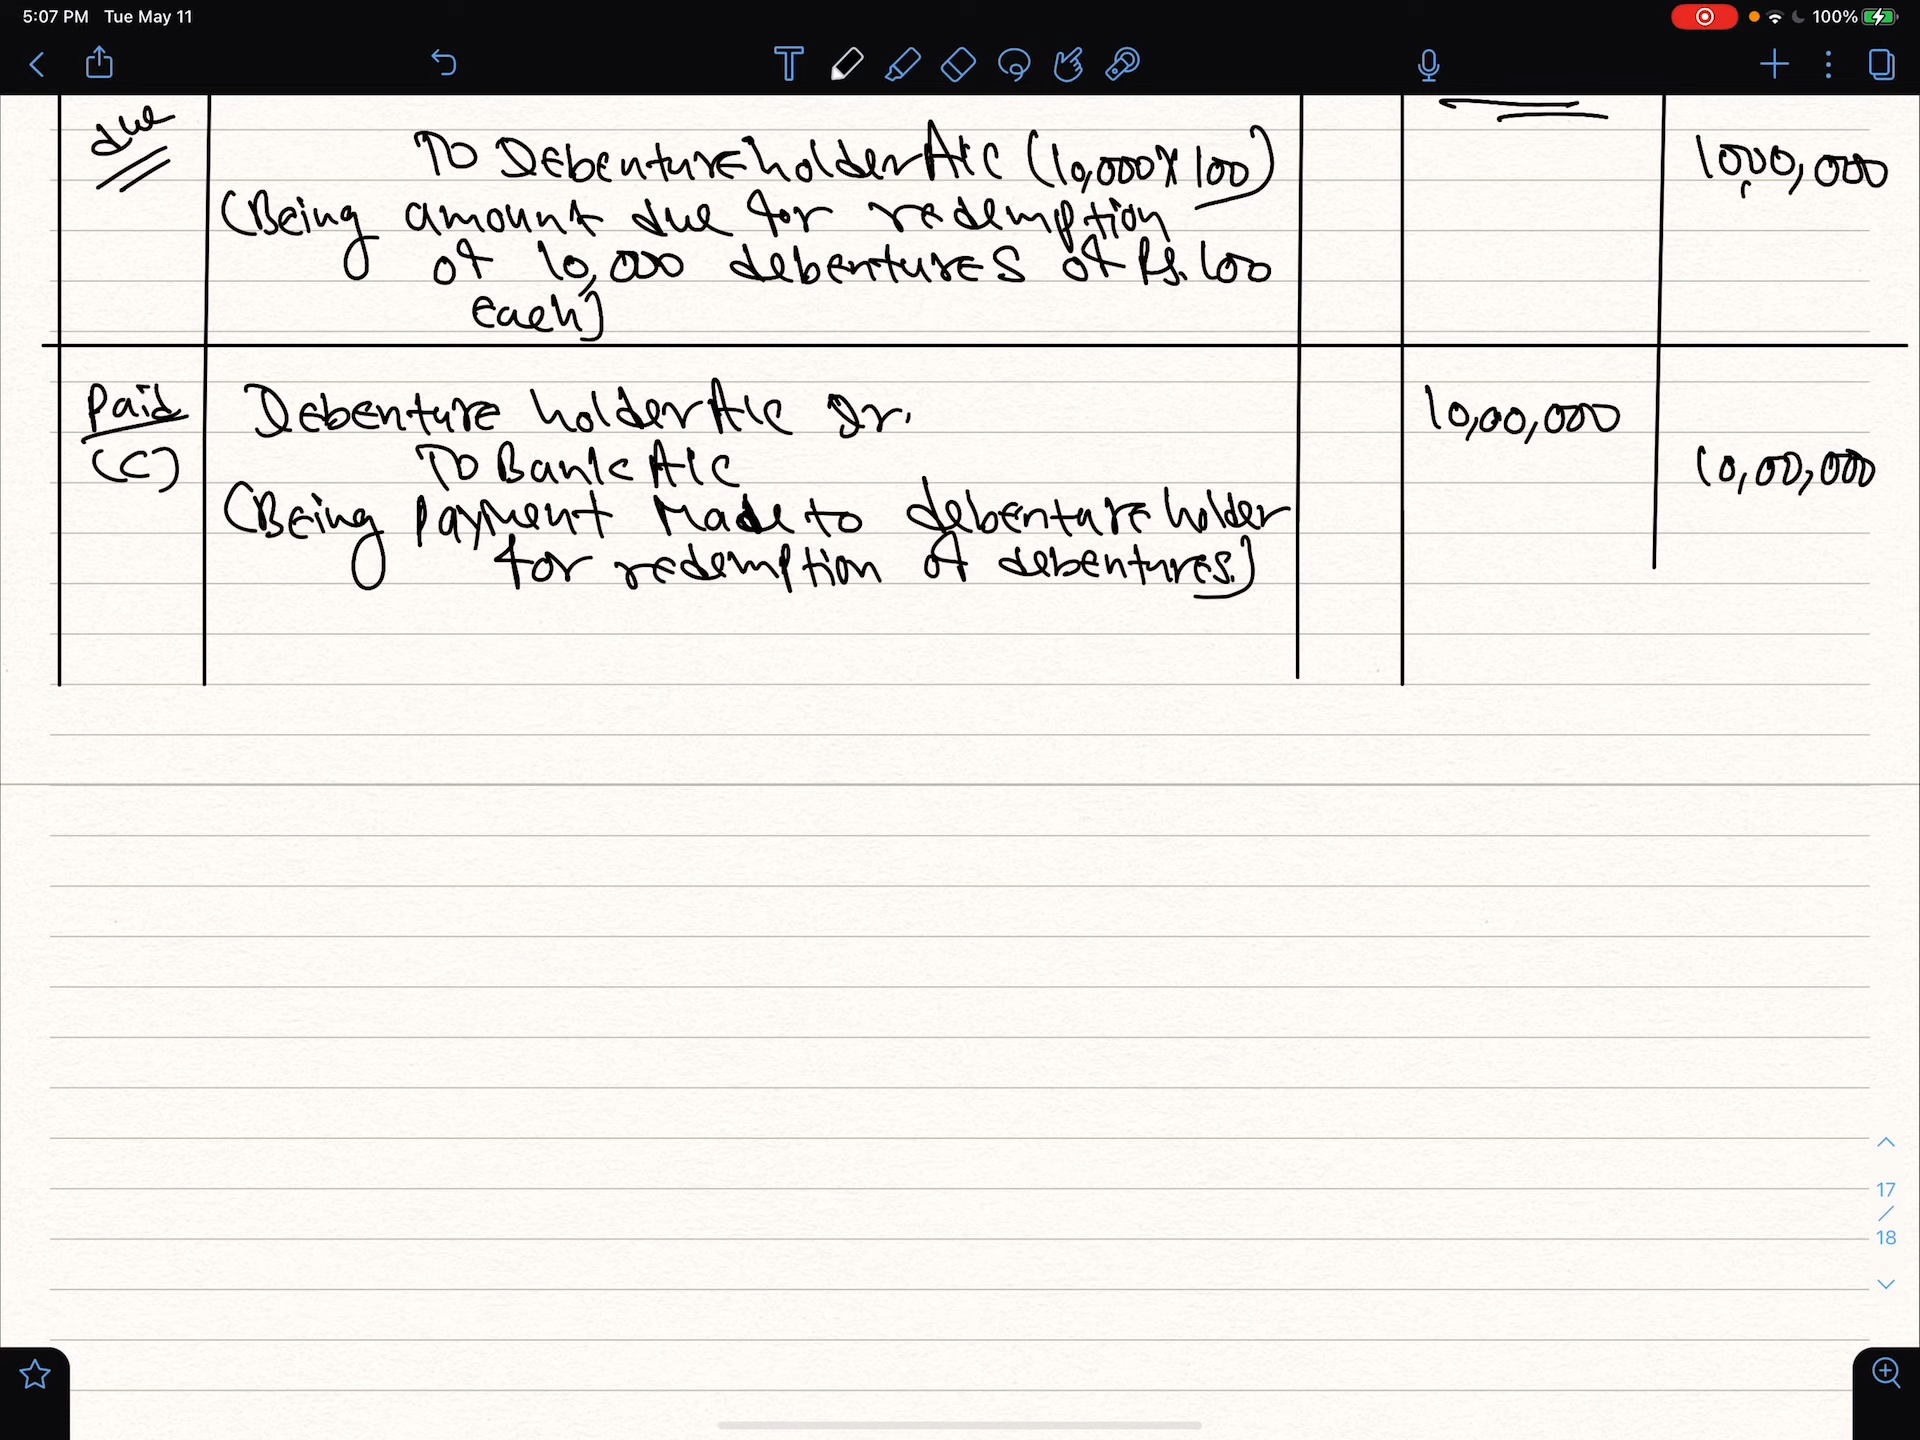 5:07 PM Tue May 11
100%
due
To Debentureholder A/c (10,000 X 100)
1000,000
(Being amount due for redemption
of 10,000 debentures of Rs. 100
Each)
Paid
Debenture holder A/c Dr.
10,00,000
(C)
To Bank A/c
10,00,000
(Being Payment Made to debenture holder
for redemption of debentures.)
17
/
18